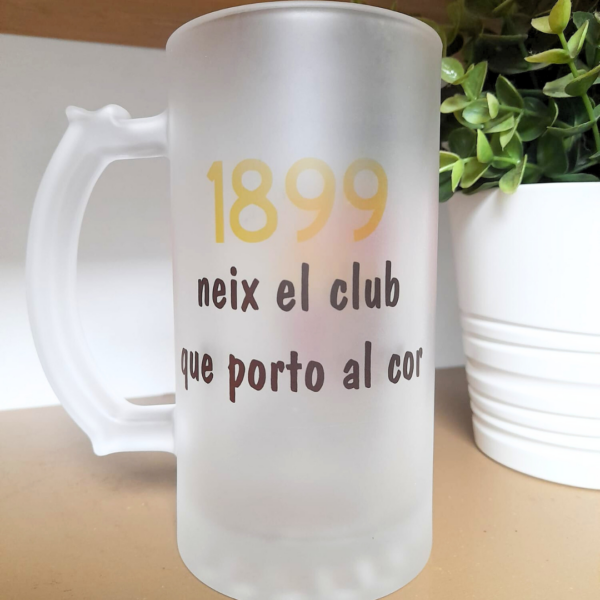 1899
neix el club
que porto al cor